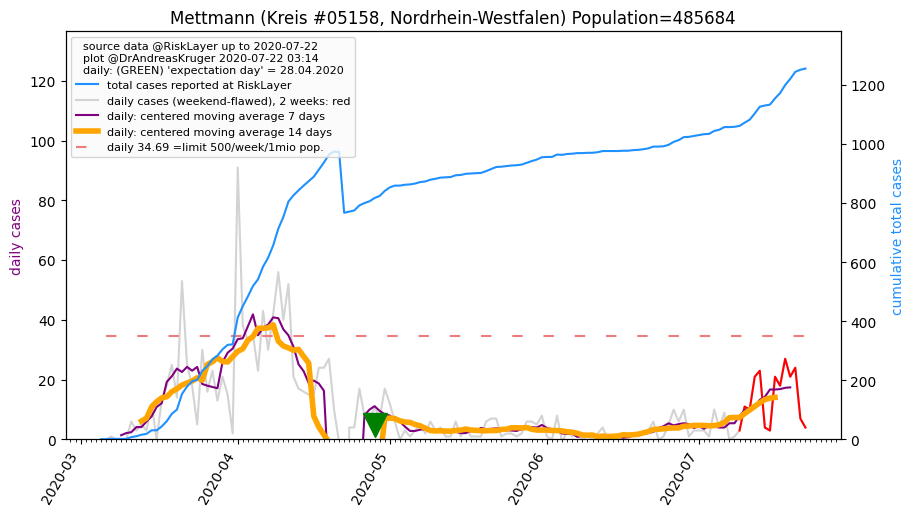 Mettmann (Kreis #05158, Nordrhein-Westfalen) Population=485684
source data @RiskLayer up to 2020-07-22
plot @DrAndreasKruger 2020-07-22 03:14
daily: (GREEN) 'expectation day' = 28.04.2020
total cases reported at RiskLayer
daily cases (weekend-flawed), 2 weeks: red
daily: centered moving average 7 days
daily: centered moving average 14 days
daily 34.69 =limit 500/week/1mio pop.
daily cases
120
100
80
60
40
20
0
1200
1000
800
600
400
200
0
cumulative total cases
2020-03
2020-04
2020-05
2020-06
2020-07